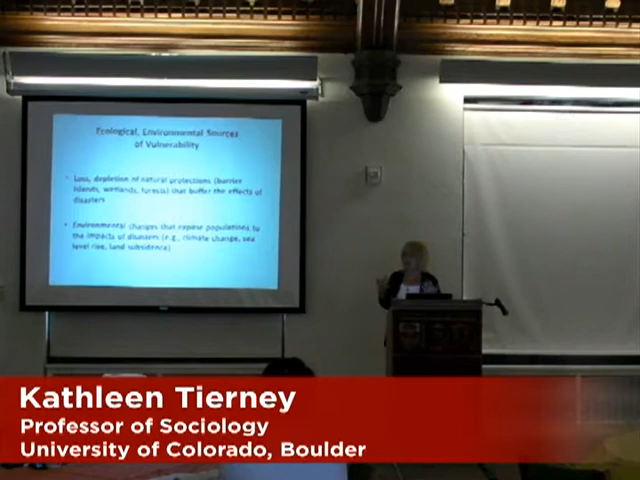 Ecological, Environmental Sources
of Vulnerability
• Loss, depletion of natural protections (barrier
islands, wetlands, forests) that buffer the effects of
disasters
• Environmental changes that expose populations to
the impacts of disasters (e.g., climate change, sea
level rise, land subsidence)
Kathleen Tierney
Professor of Sociology
University of Colorado, Boulder